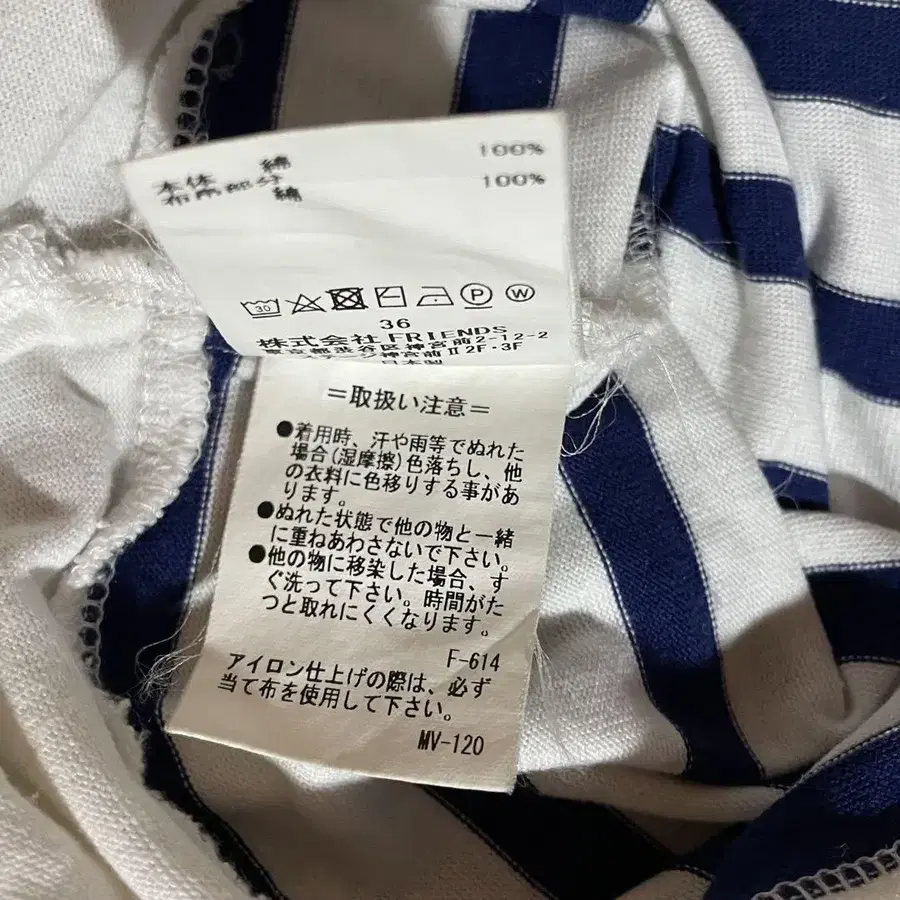 本体 綿 100%
布帛部分 綿 100%
30 P W
36
株式会社 FRIENDS
東京都渋谷区神宮前2-12-2
神宮前Ⅱ2F・3F
日本製
=取扱い注意=
●着用時、汗や雨等でぬれた
場合(湿摩擦)色落ちし、他
の衣料に色移りする事があ
ります。
●ぬれた状態で他の物と一緒
に重ねあわさないで下さい。
●他の物に移染した場合、す
ぐ洗って下さい。時間がた
つと取れにくくなります。
F-614
アイロン仕上げの際は、必ず
当て布を使用して下さい。
MV-120